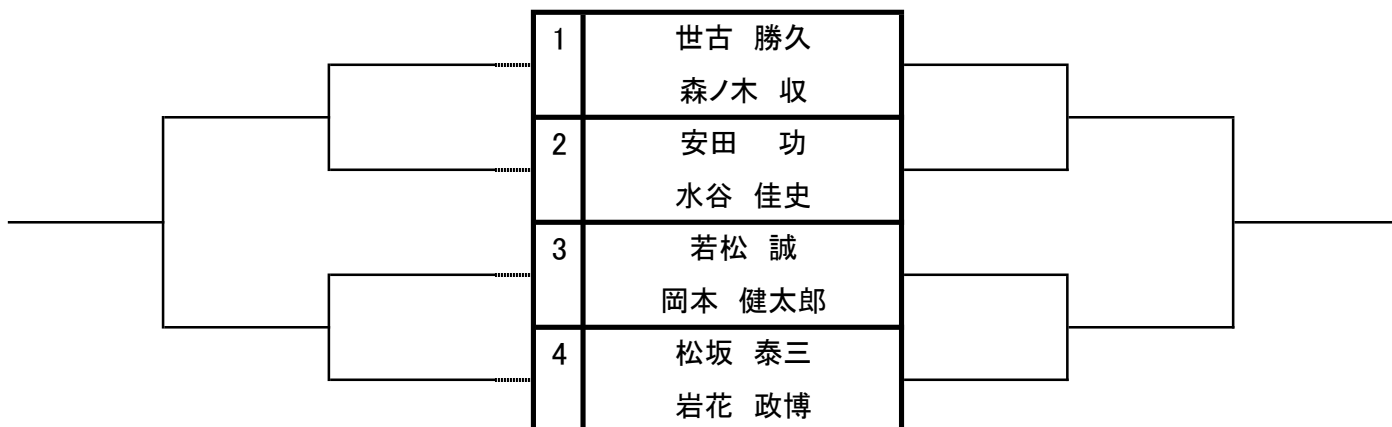 1 世古 勝久
森ノ木 収
2 安田 功
水谷 佳史
3 若松 誠
岡本 健太郎
4 松坂 泰三
岩花 政博